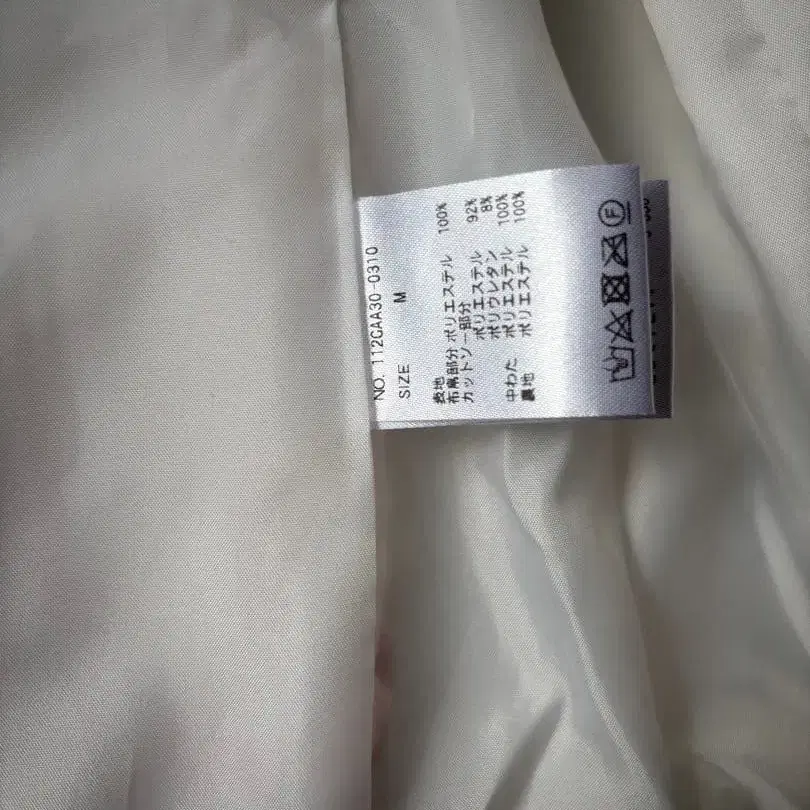 NO. 112GAA30-0310
SIZE M
表地
布帛部分 ポリエステル 100%
カットソー部分
ポリエステル 92%
ポリウレタン 8%
中わた ポリエステル 100%
裏地 ポリエステル 100%
F